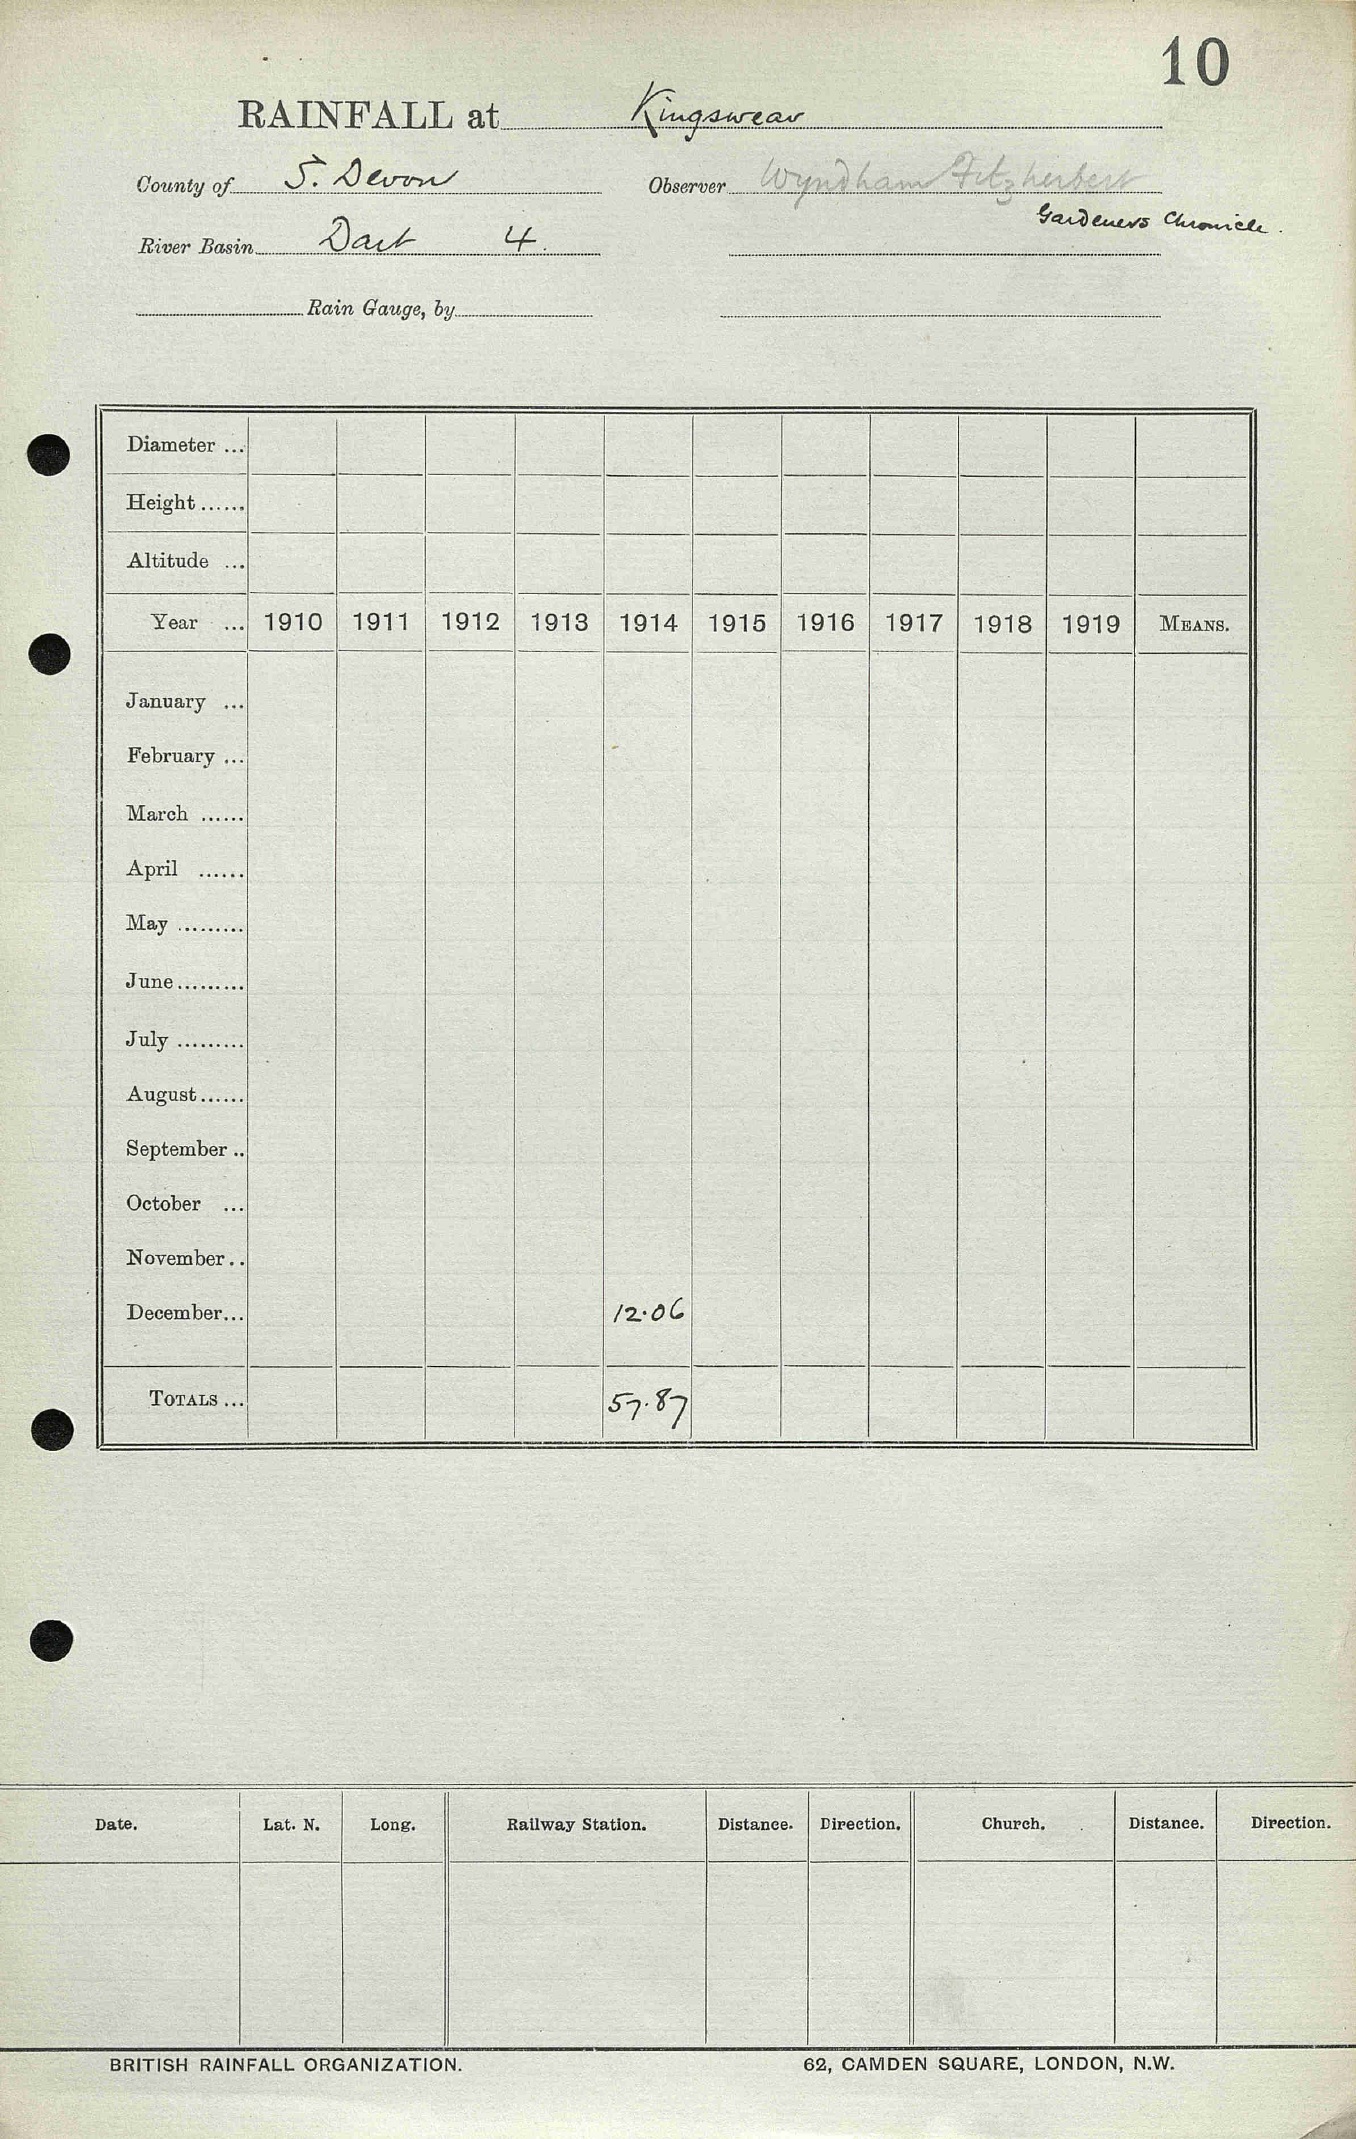 10
RAINFALL at Kingswear
County of S. Devon Observer Wyndham Fitzherbert
Gardeners Chronicle.
River Basin Dart 4.
Rain Gauge, by
Diameter ...
Height ......
Altitude ...
Year ... 1910 1911 1912 1913 1914 1915 1916 1917 1918 1919 MEANS.
January ...
February ...
March ......
April ......
May .........
June .........
July .........
August ......
September ..
October ...
November ..
December ... 12.06
TOTALS ... 57.87
Date. Lat. N. Long. Railway Station. Distance. Direction. Church. Distance. Direction.
BRITISH RAINFALL ORGANIZATION. 62, CAMDEN SQUARE, LONDON, N.W.